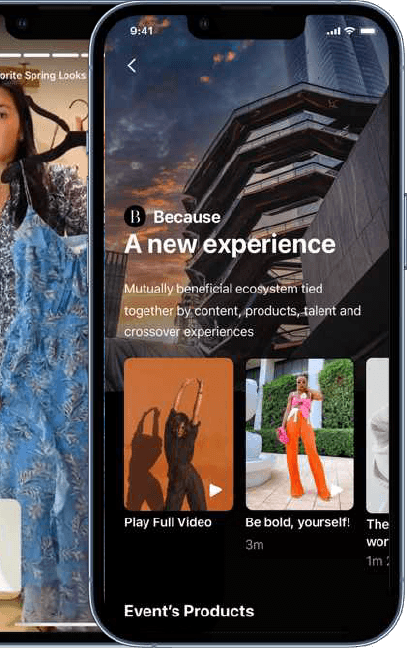 orite Spring Looks
9:41
B Because
A new experience
Mutually beneficial ecosystem tied
together by content, products, talent and
crossover experiences
Play Full Video
Be bold, yourself!
3m
The
wor
1m
Event's Products